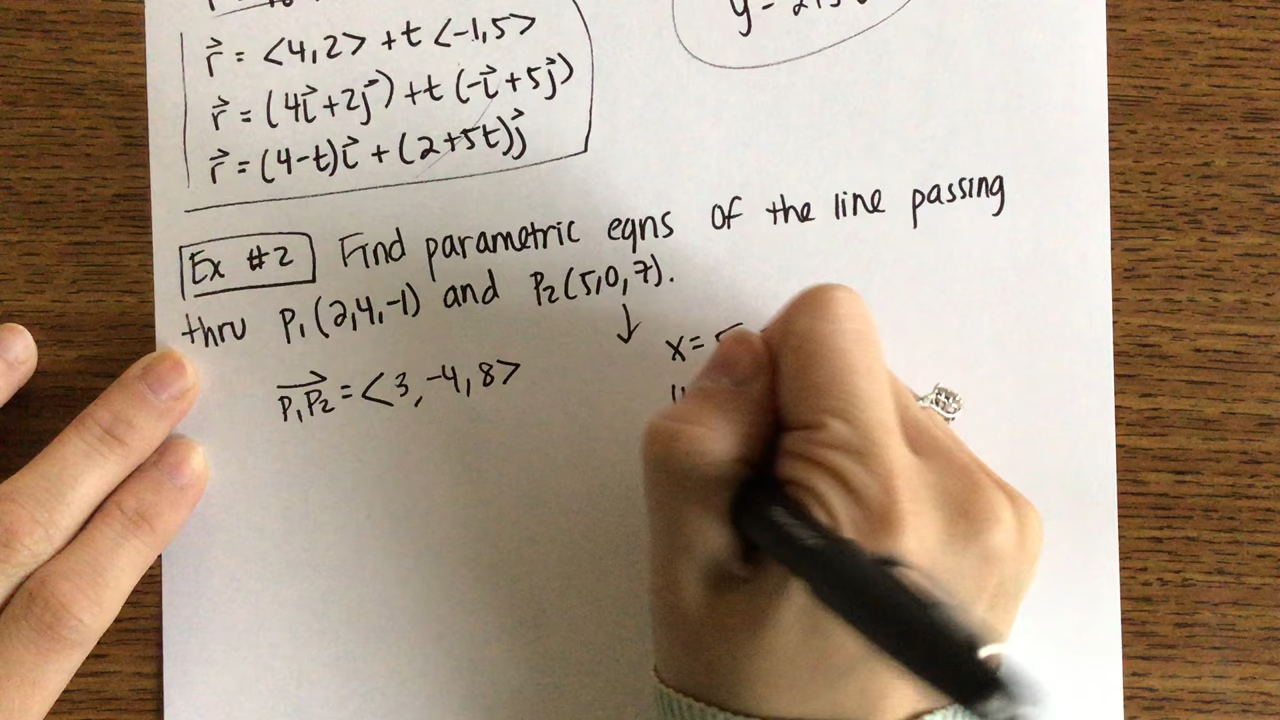 r⃗ = <4,2> + t <-1,5>
r⃗ = (4i⃗+2j⃗) + t (-i⃗+5j⃗)
r⃗ = (4-t)i⃗ + (2+5t)j⃗
Ex #2 Find parametric eqns of the line passing
thru P₁(2,4,-1) and P₂(5,0,7).
↓
x=
P₁P₂ = <3,-4,8>